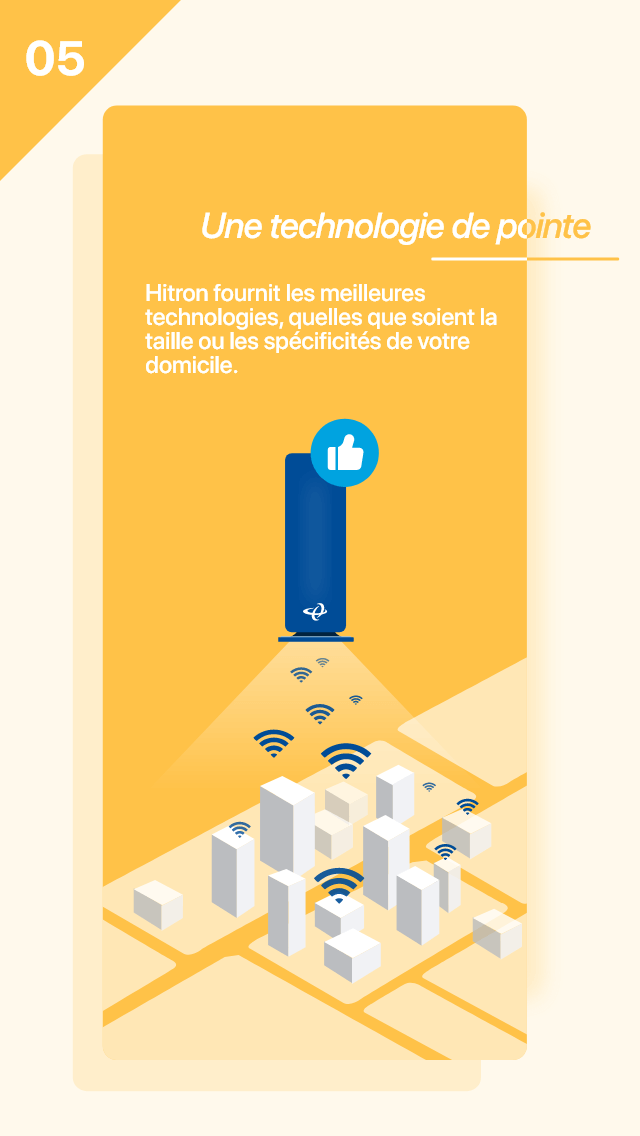 05
Une technologie de pointe
Hitron fournit les meilleures
technologies, quelles que soient la
taille ou les spécificités de votre
domicile.